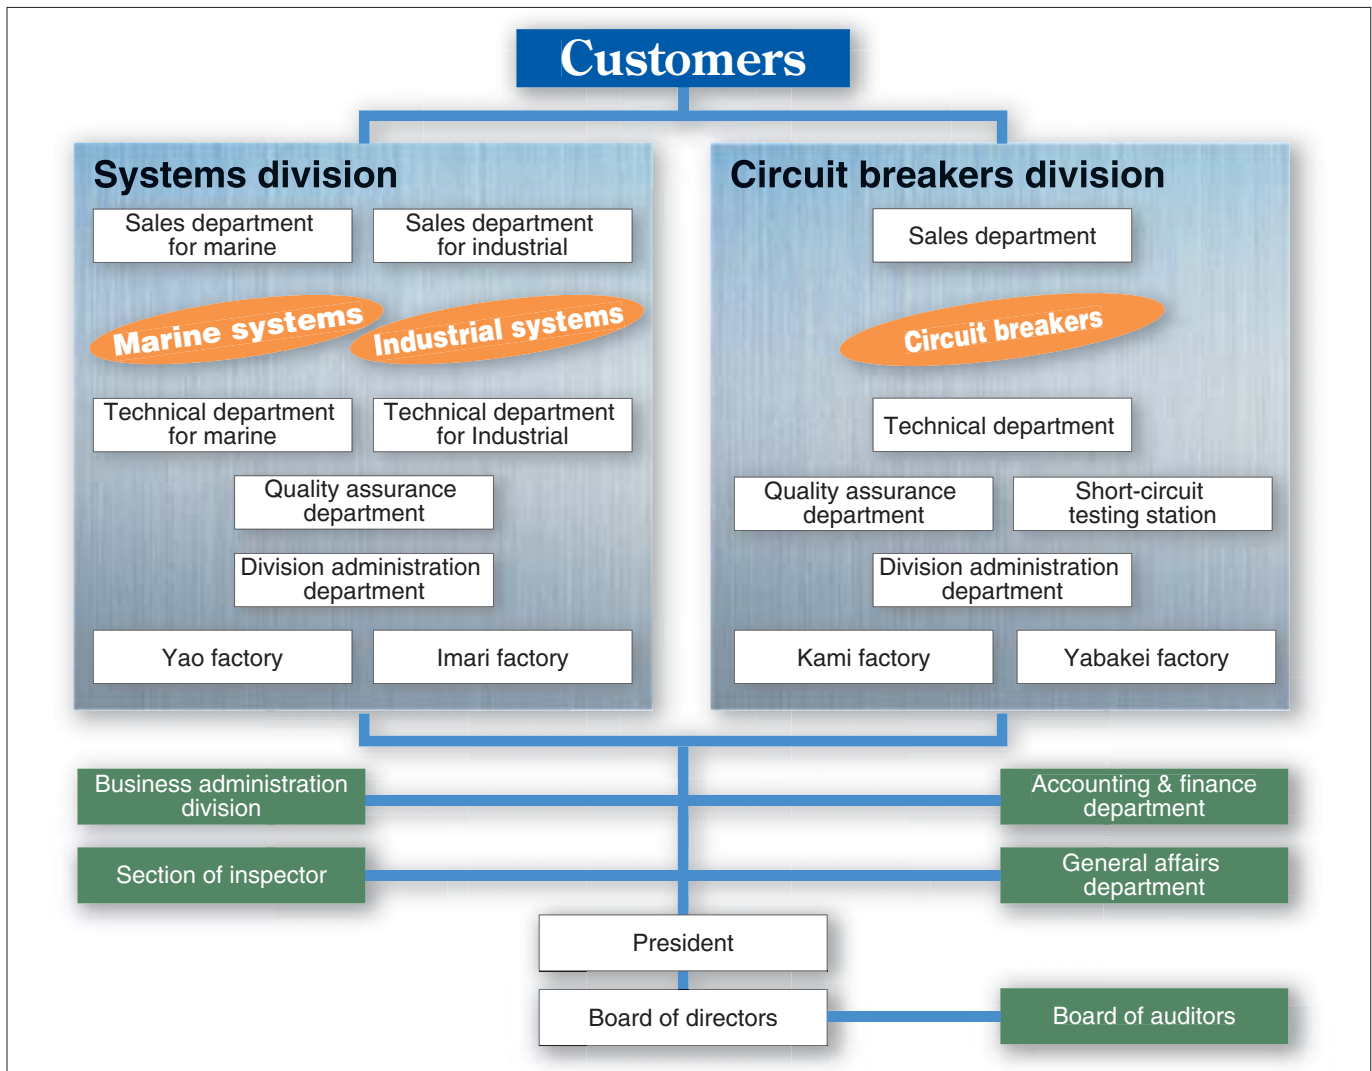 Customers
Systems division
Sales department
for marine
Sales department
for industrial
Marine systems
Industrial systems
Technical department
for marine
Technical department
for Industrial
Quality assurance
department
Division administration
department
Yao factory
Imari factory
Circuit breakers division
Sales department
Circuit breakers
Technical department
Quality assurance
department
Short-circuit
testing station
Division administration
department
Kami factory
Yabakei factory
Business administration
division
Accounting & finance
department
Section of inspector
General affairs
department
President
Board of directors
Board of auditors